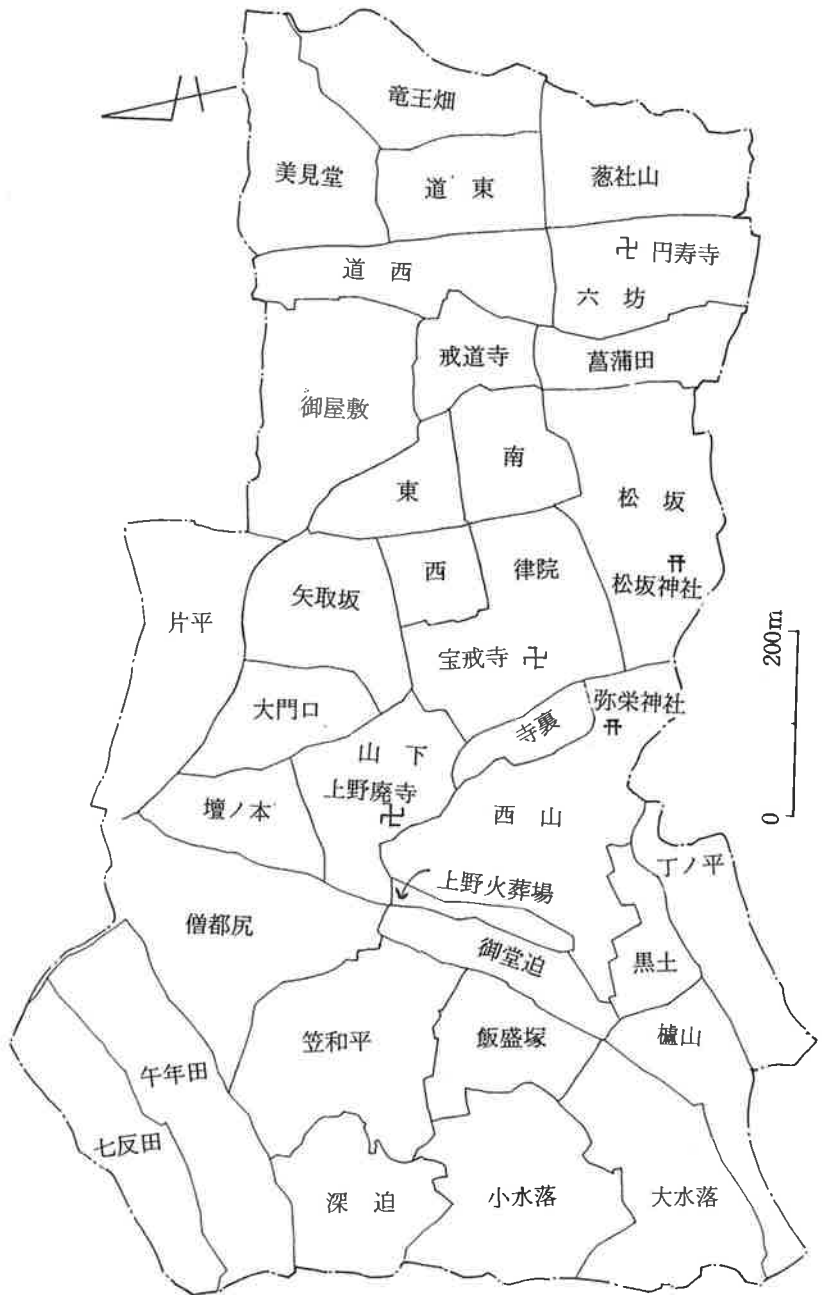 竜王畑
美見堂
道東
葱社山
道西
円寿寺
六坊
戒道寺
菖蒲田
御屋敷
南
東
松坂
西
律院
矢取坂
松坂神社
片平
宝戒寺
大門口
弥栄神社
寺裏
山下
上野廃寺
壇ノ本
西山
200m
0
丁ノ平
上野火葬場
僧都尻
御堂迫
黒土
笠和平
飯盛塚
櫨山
午年田
七反田
深迫
小水落
大水落